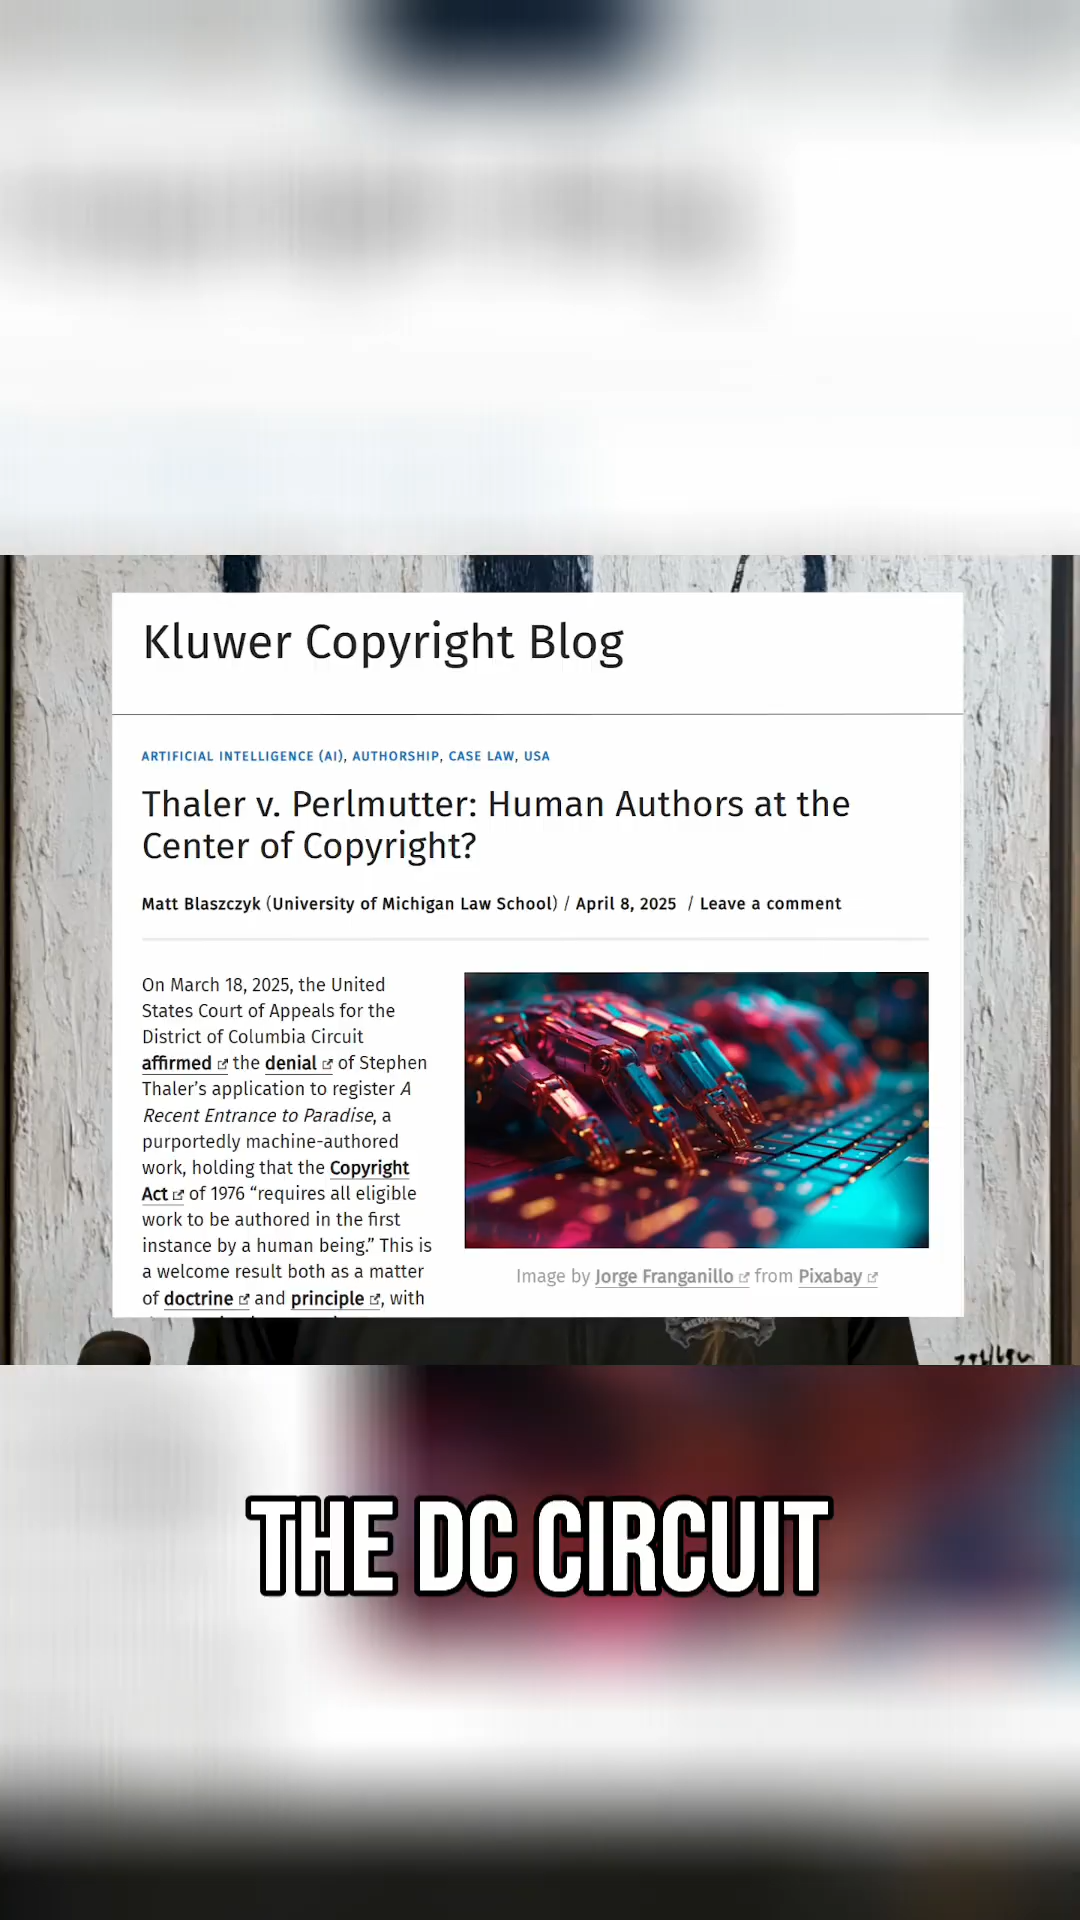 Kluwer Copyright Blog
ARTIFICIAL INTELLIGENCE (AI), AUTHORSHIP, CASE LAW, USA
Thaler v. Perlmutter: Human Authors at the
Center of Copyright?
Matt Blaszczyk (University of Michigan Law School) / April 8, 2025 / Leave a comment
On March 18, 2025, the United
States Court of Appeals for the
District of Columbia Circuit
affirmed the denial of Stephen
Thaler’s application to register A
Recent Entrance to Paradise, a
purportedly machine-authored
work, holding that the Copyright
Act of 1976 “requires all eligible
work to be authored in the first
instance by a human being.” This is
a welcome result both as a matter
of doctrine and principle, with
Image by Jorge Franganillo from Pixabay
SIERRA NEVADA
THE DC CIRCUIT